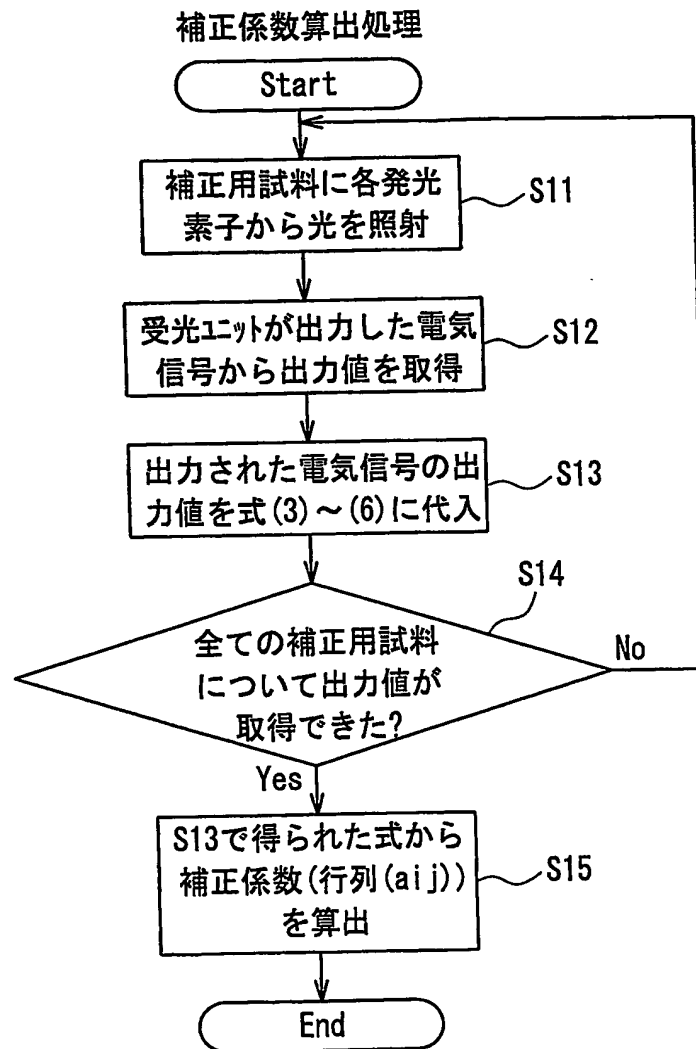 補正係数算出処理
Start
補正用試料に各発光
素子から光を照射
S11
受光ユニットが出力した電気
信号から出力値を取得
S12
出力された電気信号の出
力値を式(3)～(6)に代入
S13
S14
全ての補正用試料
について出力値が
取得できた?
No
Yes
S13で得られた式から
補正係数(行列(aij))
を算出
S15
End